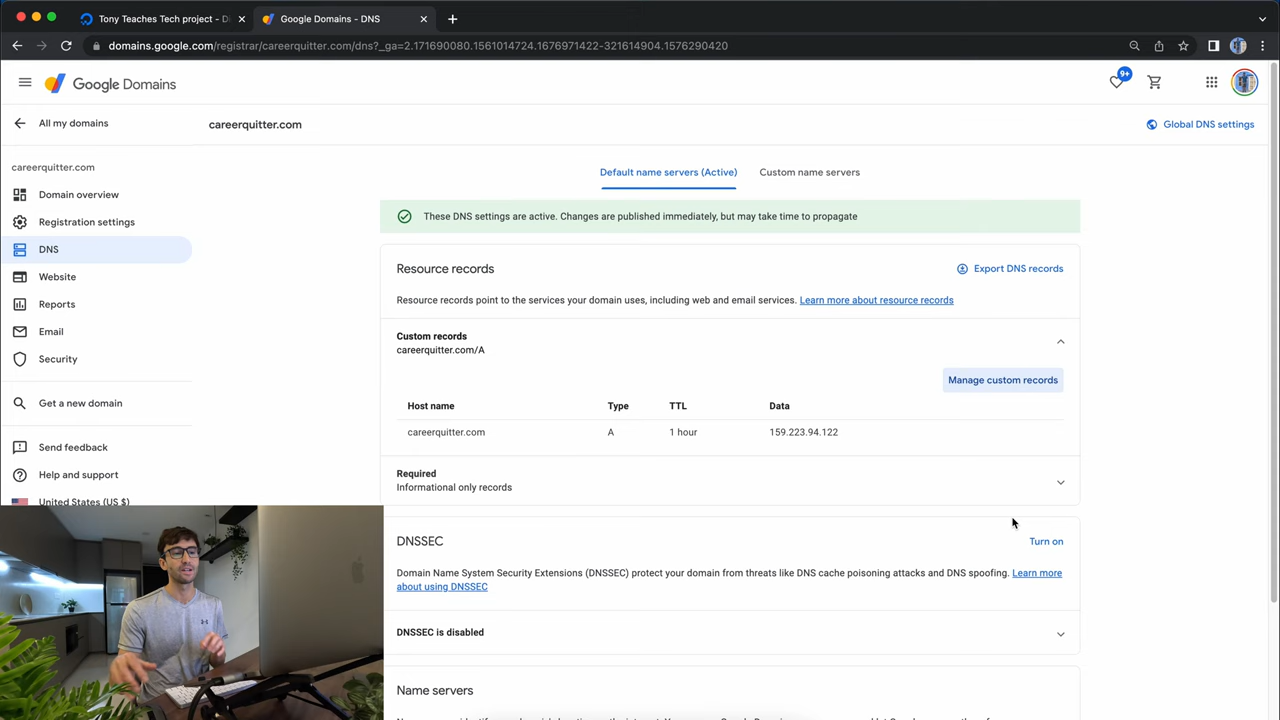 Tony Teaches Tech project - D
Google Domains - DNS
domains.google.com/registrar/careerquitter.com/dns?_ga=2.171690080.1561014724.1676971422-321614904.1576290420
Google Domains
9+
All my domains
careerquitter.com
Global DNS settings
careerquitter.com
Domain overview
Registration settings
DNS
Website
Reports
Email
Security
Get a new domain
Send feedback
Help and support
United States (US $)
Default name servers (Active)
Custom name servers
These DNS settings are active. Changes are published immediately, but may take time to propagate
Resource records
Export DNS records
Resource records point to the services your domain uses, including web and email services. Learn more about resource records
Custom records
careerquitter.com/A
Manage custom records
Host name Type TTL Data
careerquitter.com A 1 hour 159.223.94.122
Required
Informational only records
DNSSEC
Turn on
Domain Name System Security Extensions (DNSSEC) protect your domain from threats like DNS cache poisoning attacks and DNS spoofing. Learn more
about using DNSSEC
DNSSEC is disabled
Name servers